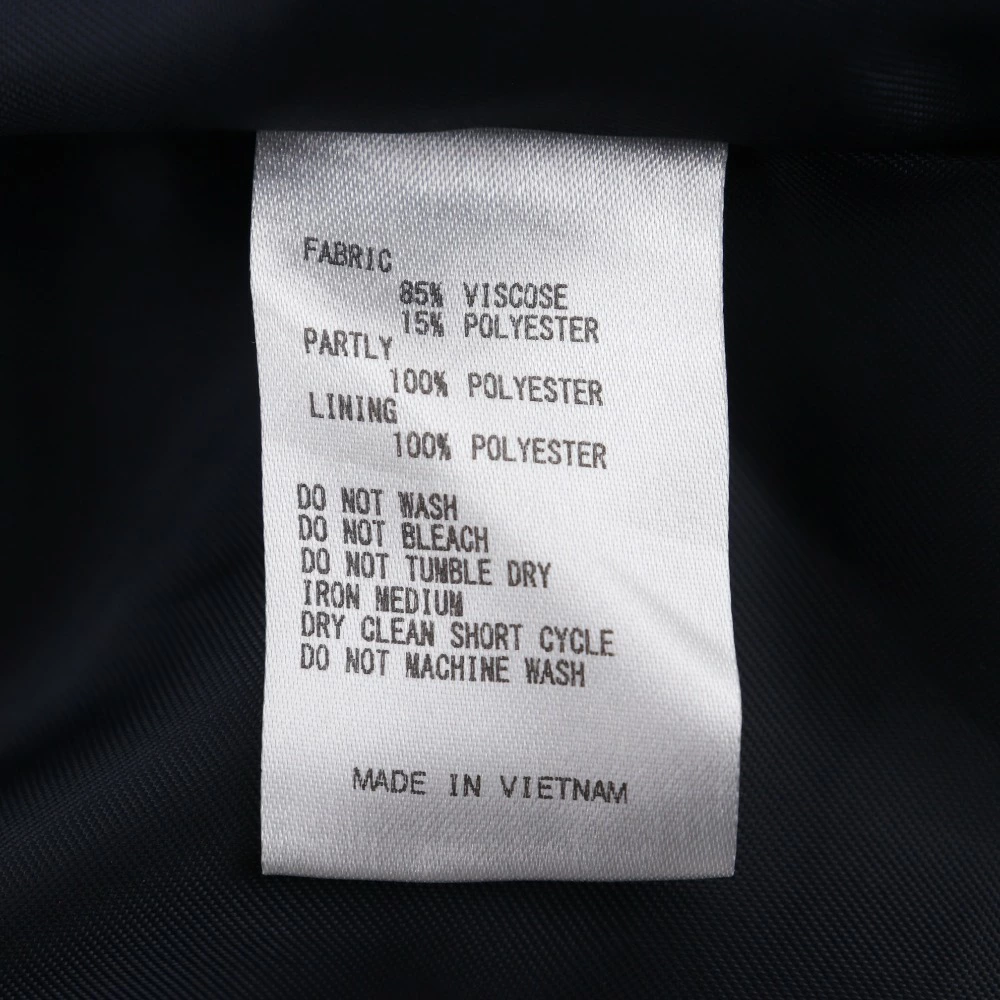 FABRIC
85% VISCOSE
15% POLYESTER
PARTLY
100% POLYESTER
LINING
100% POLYESTER
DO NOT WASH
DO NOT BLEACH
DO NOT TUMBLE DRY
IRON MEDIUM
DRY CLEAN SHORT CYCLE
DO NOT MACHINE WASH
MADE IN VIETNAM